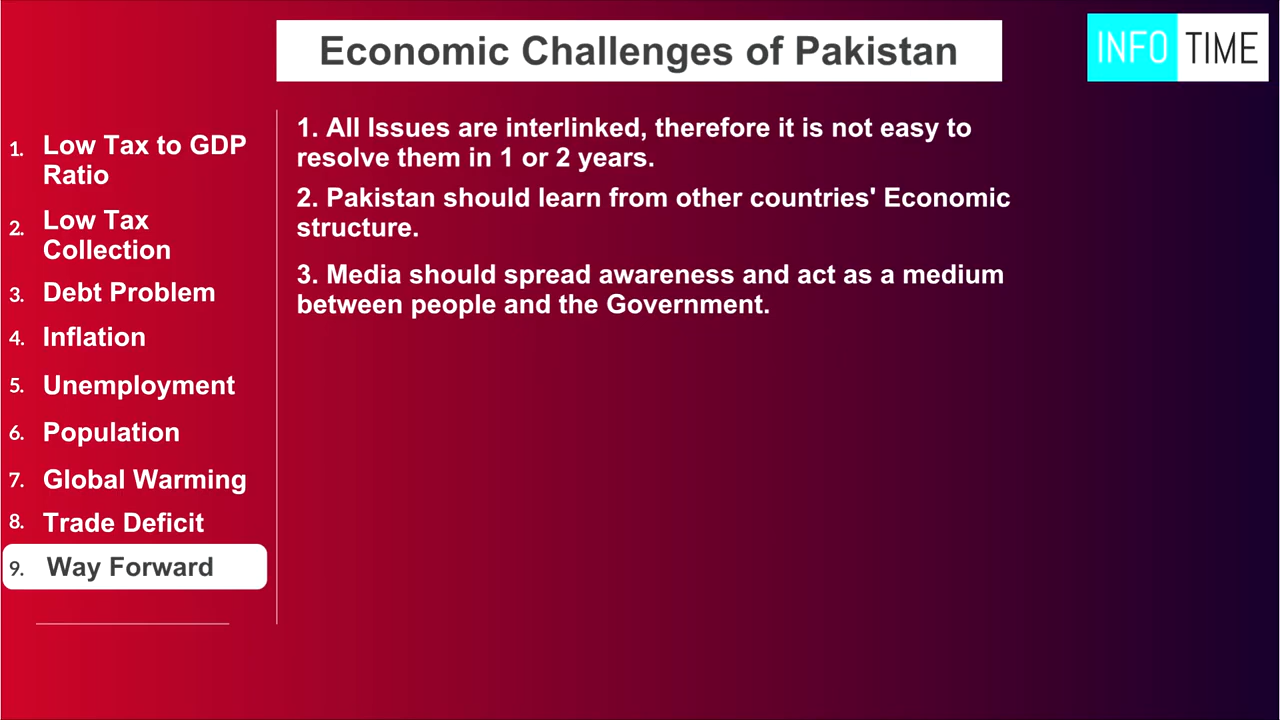 Economic Challenges of Pakistan
INFO TIME
1. Low Tax to GDP
Ratio
2. Low Tax
Collection
3. Debt Problem
4. Inflation
5. Unemployment
6. Population
7. Global Warming
8. Trade Deficit
9. Way Forward
1. All Issues are interlinked, therefore it is not easy to
resolve them in 1 or 2 years.
2. Pakistan should learn from other countries' Economic
structure.
3. Media should spread awareness and act as a medium
between people and the Government.